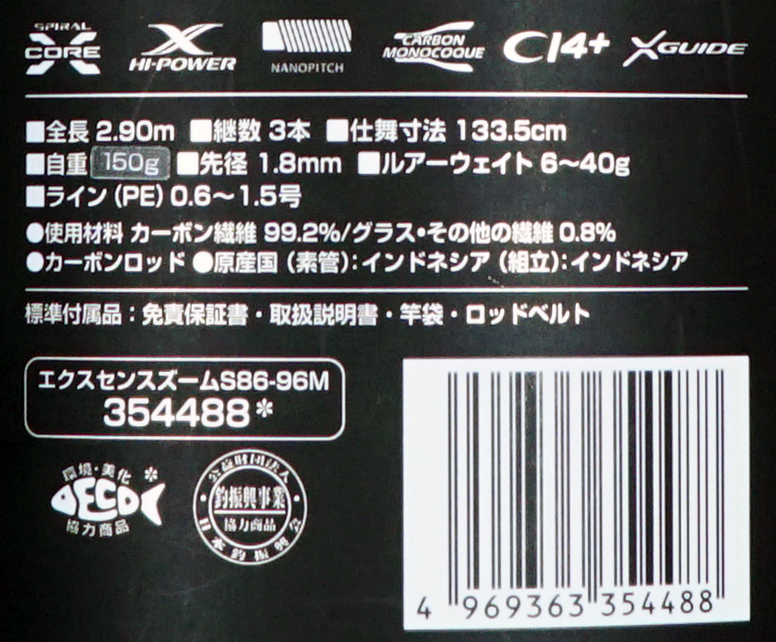 SPIRAL X CORE
X HI-POWER
NANOPITCH
CARBON MONOCOQUE
CI4+
XGUIDE
■全長 2.90m ■継数 3本 ■仕舞寸法 133.5cm
■自重 150g ■先径 1.8mm ■ルアーウェイト 6～40g
■ライン (PE) 0.6～1.5号
●使用材料 カーボン繊維 99.2%/グラス・その他の繊維 0.8%
●カーボンロッド ●原産国 (素管):インドネシア (組立):インドネシア
標準付属品：免責保証書・取扱説明書・竿袋・ロッドベルト
エクスセンスズームS86-96M
354488*
環境・美化*
DECO
協力商品
公益財団法人
釣振興事業
協力商品
日本釣振興会
4 969363 354488